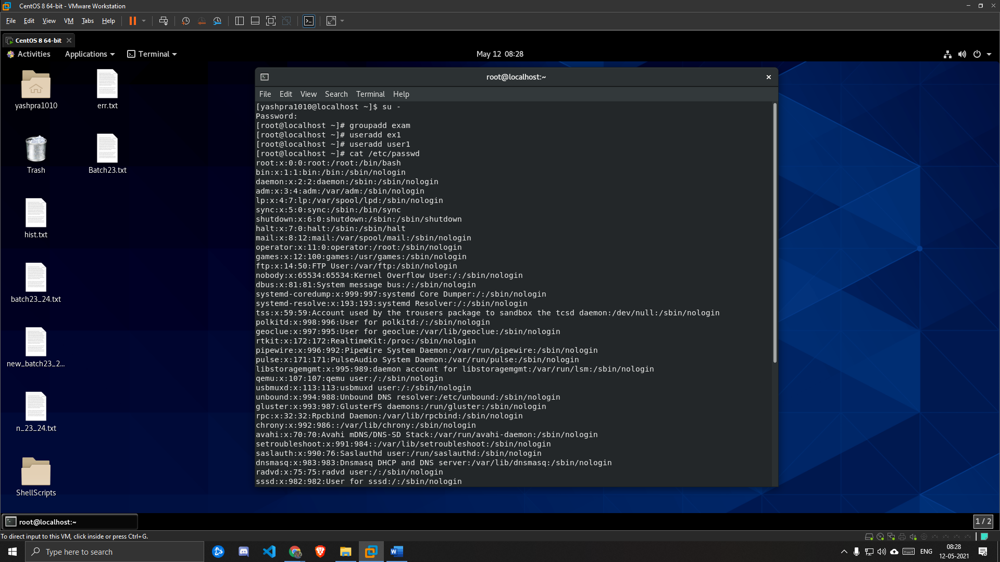 CentOS 8 64-bit - VMware Workstation
File Edit View VM Tabs Help
CentOS 8 64-bit
Activities Applications Terminal May 12 08:28
yashpra1010
err.txt
Trash
Batch23.txt
hist.txt
batch23_24.txt
new_batch23_2...
n_23_24.txt
ShellScripts
root@localhost:~
File Edit View Search Terminal Help
[yashpra1010@localhost ~]$ su -
Password:
[root@localhost ~]# groupadd exam
[root@localhost ~]# useradd ex1
[root@localhost ~]# useradd user1
[root@localhost ~]# cat /etc/passwd
root:x:0:0:root:/root:/bin/bash
bin:x:1:1:bin:/bin:/sbin/nologin
daemon:x:2:2:daemon:/sbin:/sbin/nologin
adm:x:3:4:adm:/var/adm:/sbin/nologin
lp:x:4:7:lp:/var/spool/lpd:/sbin/nologin
sync:x:5:0:sync:/sbin:/bin/sync
shutdown:x:6:0:shutdown:/sbin:/sbin/shutdown
halt:x:7:0:halt:/sbin:/sbin/halt
mail:x:8:12:mail:/var/spool/mail:/sbin/nologin
operator:x:11:0:operator:/root:/sbin/nologin
games:x:12:100:games:/usr/games:/sbin/nologin
ftp:x:14:50:FTP User:/var/ftp:/sbin/nologin
nobody:x:65534:65534:Kernel Overflow User:/:/sbin/nologin
dbus:x:81:81:System message bus:/:/sbin/nologin
systemd-coredump:x:999:997:systemd Core Dumper:/:/sbin/nologin
systemd-resolve:x:193:193:systemd Resolver:/:/sbin/nologin
tss:x:59:59:Account used by the trousers package to sandbox the tcsd daemon:/dev/null:/sbin/nologin
polkitd:x:998:996:User for polkitd:/:/sbin/nologin
geoclue:x:997:995:User for geoclue:/var/lib/geoclue:/sbin/nologin
rtkit:x:172:172:RealtimeKit:/proc:/sbin/nologin
pipewire:x:996:992:PipeWire System Daemon:/var/run/pipewire:/sbin/nologin
pulse:x:171:171:PulseAudio System Daemon:/var/run/pulse:/sbin/nologin
libstoragemgmt:x:995:989:daemon account for libstoragemgmt:/var/run/lsm:/sbin/nologin
qemu:x:107:107:qemu user:/:/sbin/nologin
usbmuxd:x:113:113:usbmuxd user:/:/sbin/nologin
unbound:x:994:988:Unbound DNS resolver:/etc/unbound:/sbin/nologin
gluster:x:993:987:GlusterFS daemons:/run/gluster:/sbin/nologin
rpc:x:32:32:Rpcbind Daemon:/var/lib/rpcbind:/sbin/nologin
chrony:x:992:986::/var/lib/chrony:/sbin/nologin
avahi:x:70:70:Avahi mDNS/DNS-SD Stack:/var/run/avahi-daemon:/sbin/nologin
setroubleshoot:x:991:984::/var/lib/setroubleshoot:/sbin/nologin
saslauth:x:990:76:Saslauthd user:/run/saslauthd:/sbin/nologin
dnsmasq:x:983:983:Dnsmasq DHCP and DNS server:/var/lib/dnsmasq:/sbin/nologin
radvd:x:75:75:radvd user:/:/sbin/nologin
sssd:x:982:982:User for sssd:/:/sbin/nologin
root@localhost:~
1 / 2
To direct input to this VM, click inside or press Ctrl+G.
Type here to search
ENG
08:28
12-05-2021